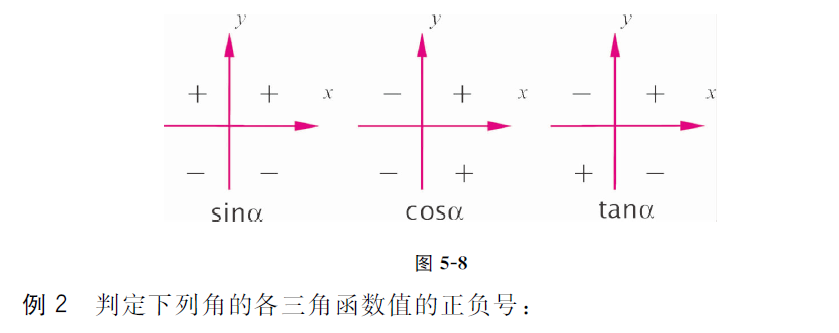 y y y
+ + x - + x - + x
- - - + + -
sinα cosα tanα
图 5-8
例 2 判定下列角的各三角函数值的正负号：